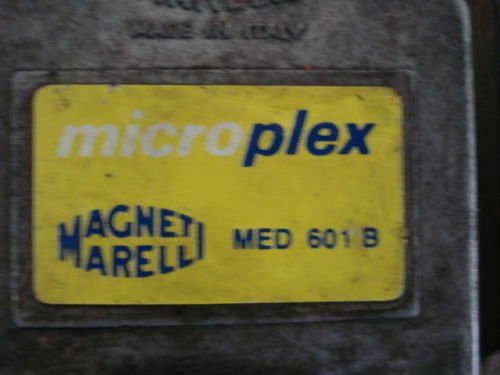 MADE IN ITALY
microplex
MAGNETI
MARELLI
MED 601 B